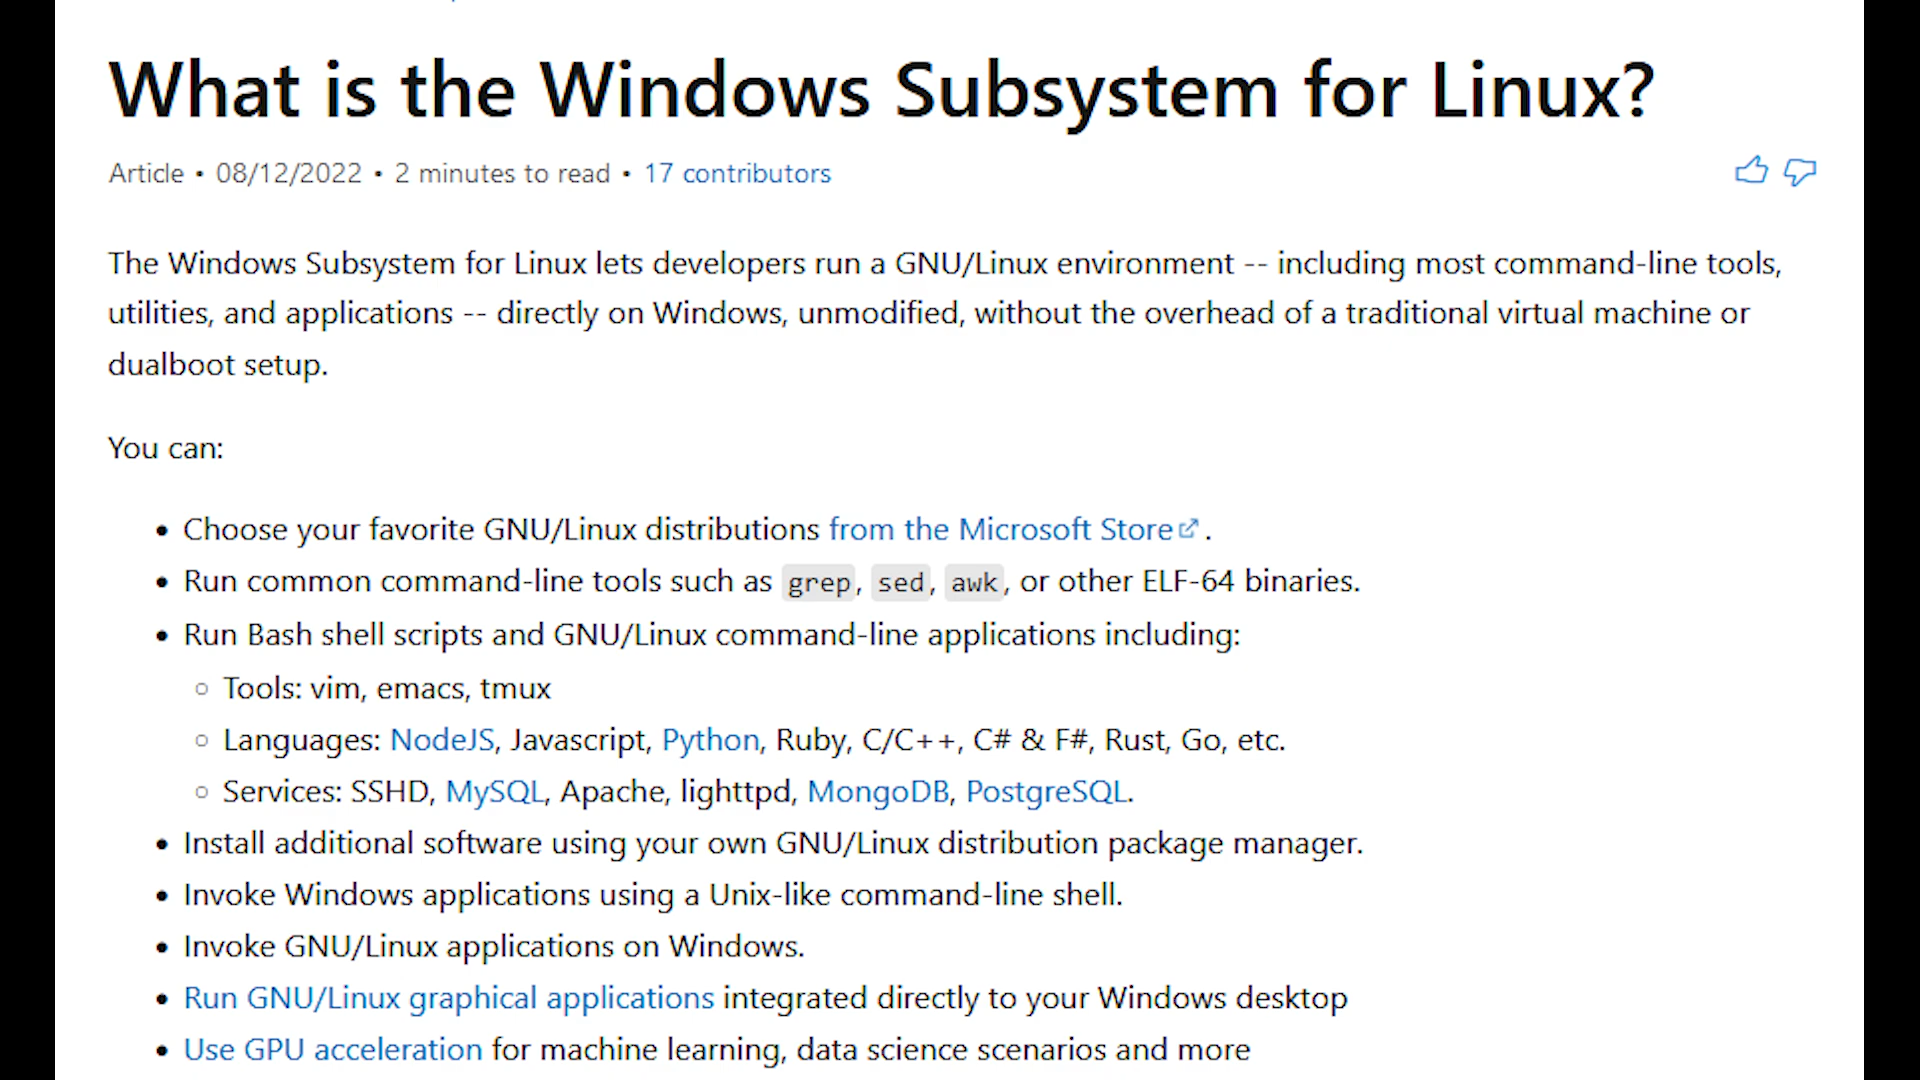 What is the Windows Subsystem for Linux?
Article • 08/12/2022 • 2 minutes to read • 17 contributors
The Windows Subsystem for Linux lets developers run a GNU/Linux environment -- including most command-line tools,
utilities, and applications -- directly on Windows, unmodified, without the overhead of a traditional virtual machine or
dualboot setup.
You can:
• Choose your favorite GNU/Linux distributions from the Microsoft Store.
• Run common command-line tools such as grep, sed, awk, or other ELF-64 binaries.
• Run Bash shell scripts and GNU/Linux command-line applications including:
○ Tools: vim, emacs, tmux
○ Languages: NodeJS, Javascript, Python, Ruby, C/C++, C# & F#, Rust, Go, etc.
○ Services: SSHD, MySQL, Apache, lighttpd, MongoDB, PostgreSQL.
• Install additional software using your own GNU/Linux distribution package manager.
• Invoke Windows applications using a Unix-like command-line shell.
• Invoke GNU/Linux applications on Windows.
• Run GNU/Linux graphical applications integrated directly to your Windows desktop
• Use GPU acceleration for machine learning, data science scenarios and more